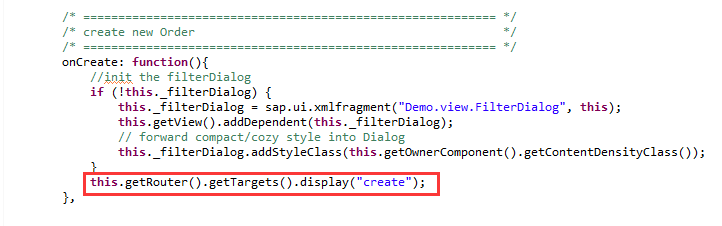 /* ============================================================ */
/* create new Order */
/* ============================================================ */
onCreate: function(){
//init the filterDialog
if (!this._filterDialog) {
this._filterDialog = sap.ui.xmlfragment("Demo.view.FilterDialog", this);
this.getView().addDependent(this._filterDialog);
// forward compact/cozy style into Dialog
this._filterDialog.addStyleClass(this.getOwnerComponent().getContentDensityClass());
}
this.getRouter().getTargets().display("create");
},